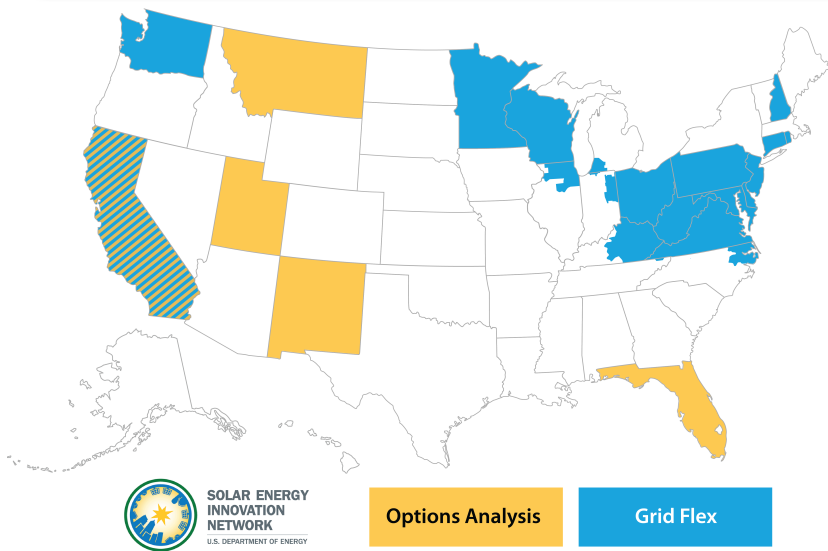 SOLAR ENERGY
INNOVATION
NETWORK
U.S. DEPARTMENT OF ENERGY
Options Analysis
Grid Flex